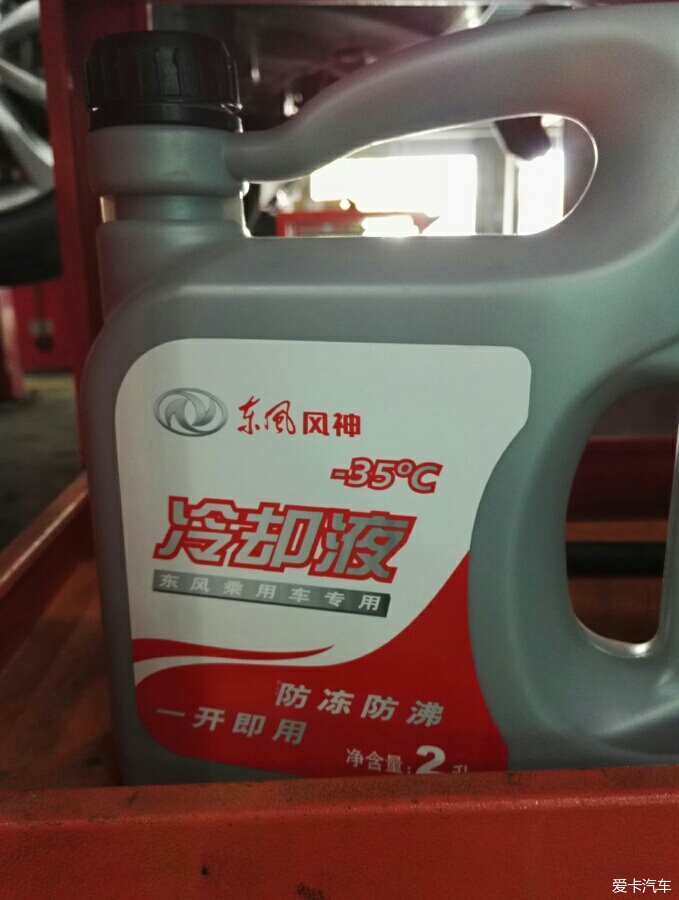 东风风神
-35°C
冷却液
东风乘用车专用
防冻防沸
一开即用
净含量:2升
爱卡汽车